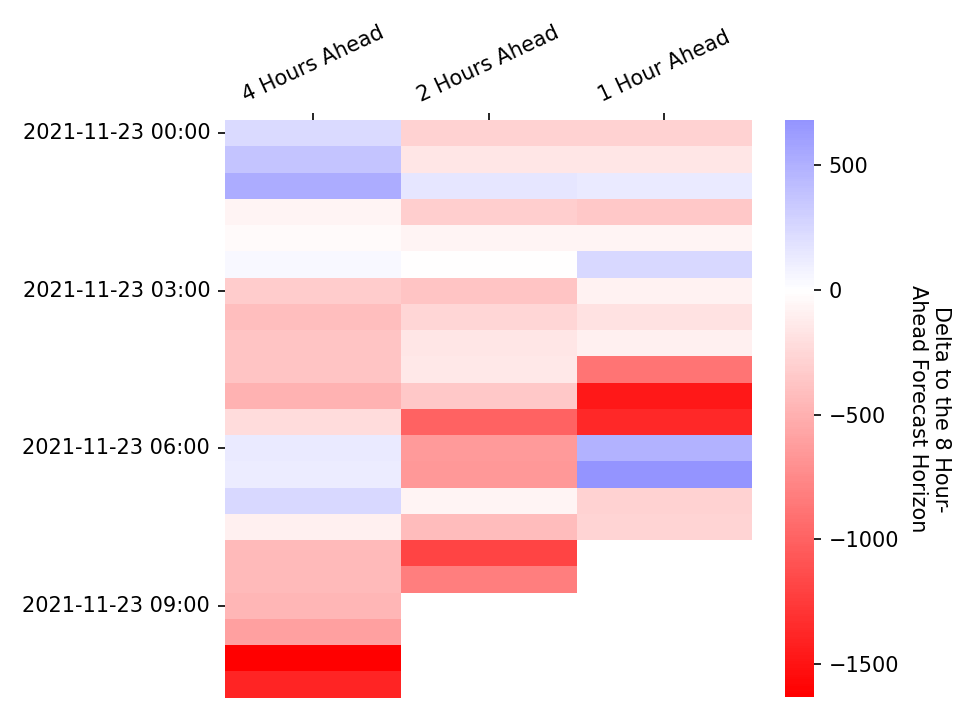 4 Hours Ahead
2 Hours Ahead
1 Hour Ahead
2021-11-23 00:00
2021-11-23 03:00
2021-11-23 06:00
2021-11-23 09:00
500
0
−500
−1000
−1500
Delta to the 8 Hour-
Ahead Forecast Horizon